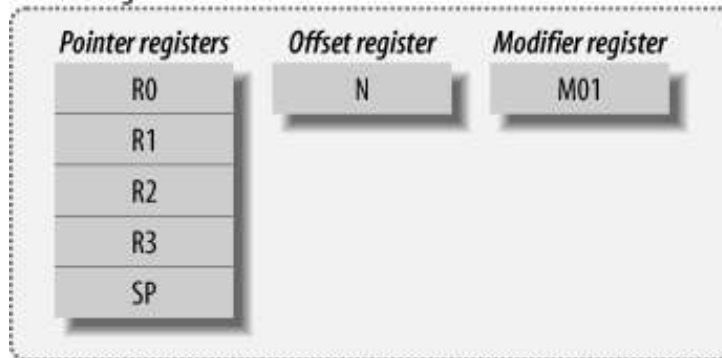 Pointer registers Offset register Modifier register
R0 N M01
R1
R2
R3
SP